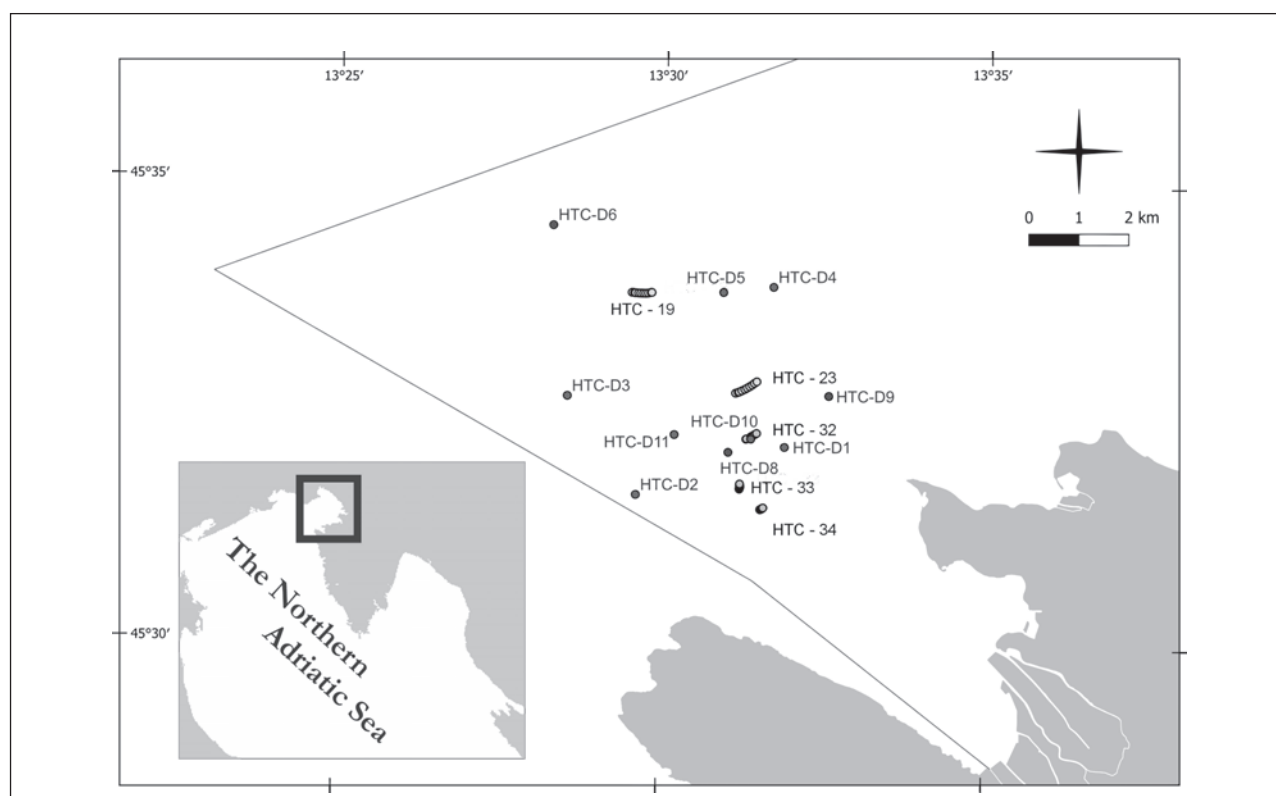 13°25′
13°30′
13°35′
45°35′
0 1 2 km
HTC-D6
HTC-D5
HTC-D4
HTC - 19
HTC - 23
HTC-D3
HTC-D9
HTC-D10
HTC - 32
HTC-D11
HTC-D1
HTC-D8
HTC-D2
HTC - 33
HTC - 34
The Northern
Adriatic Sea
45°30′
13°30′